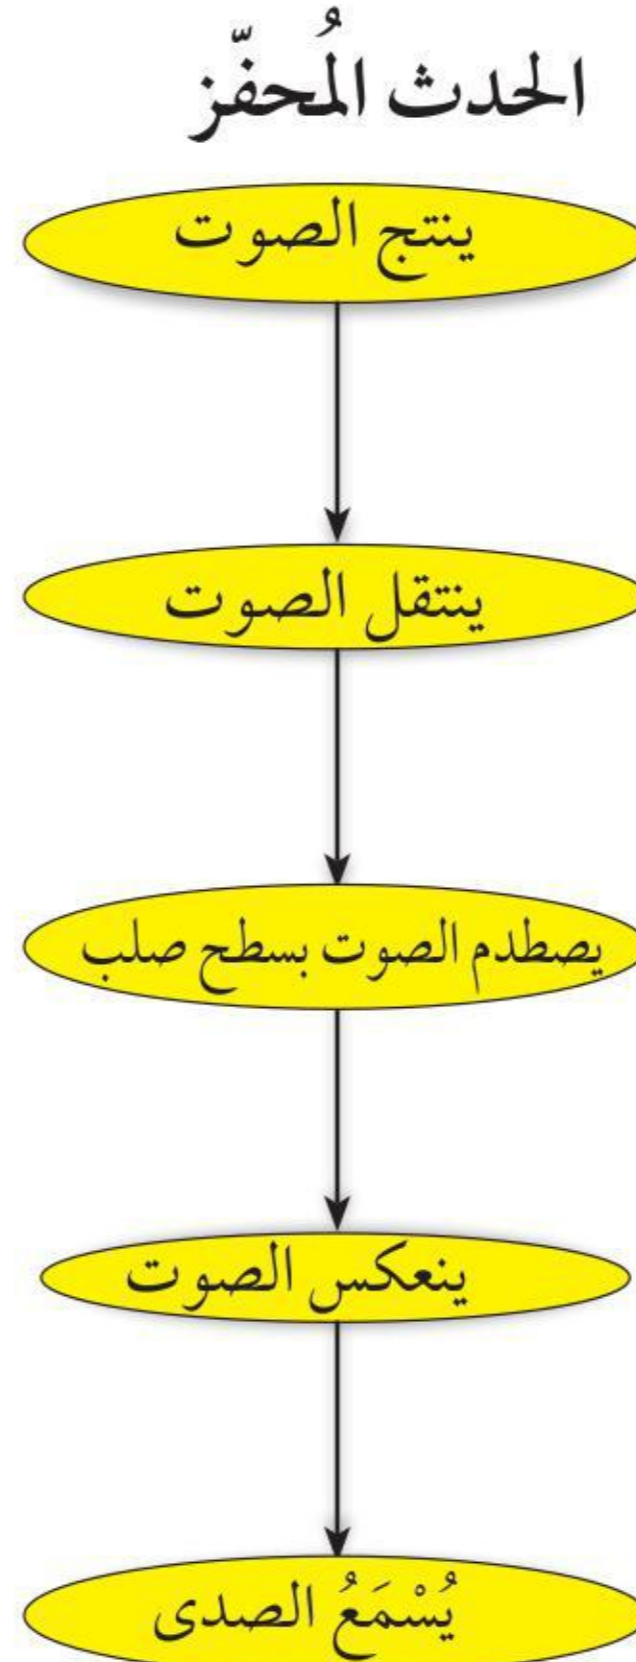 الحدث المُحفّز
ينتج الصوت
ينتقل الصوت
يصطدم الصوت بسطح صلب
ينعكس الصوت
يُسْمَعُ الصدى